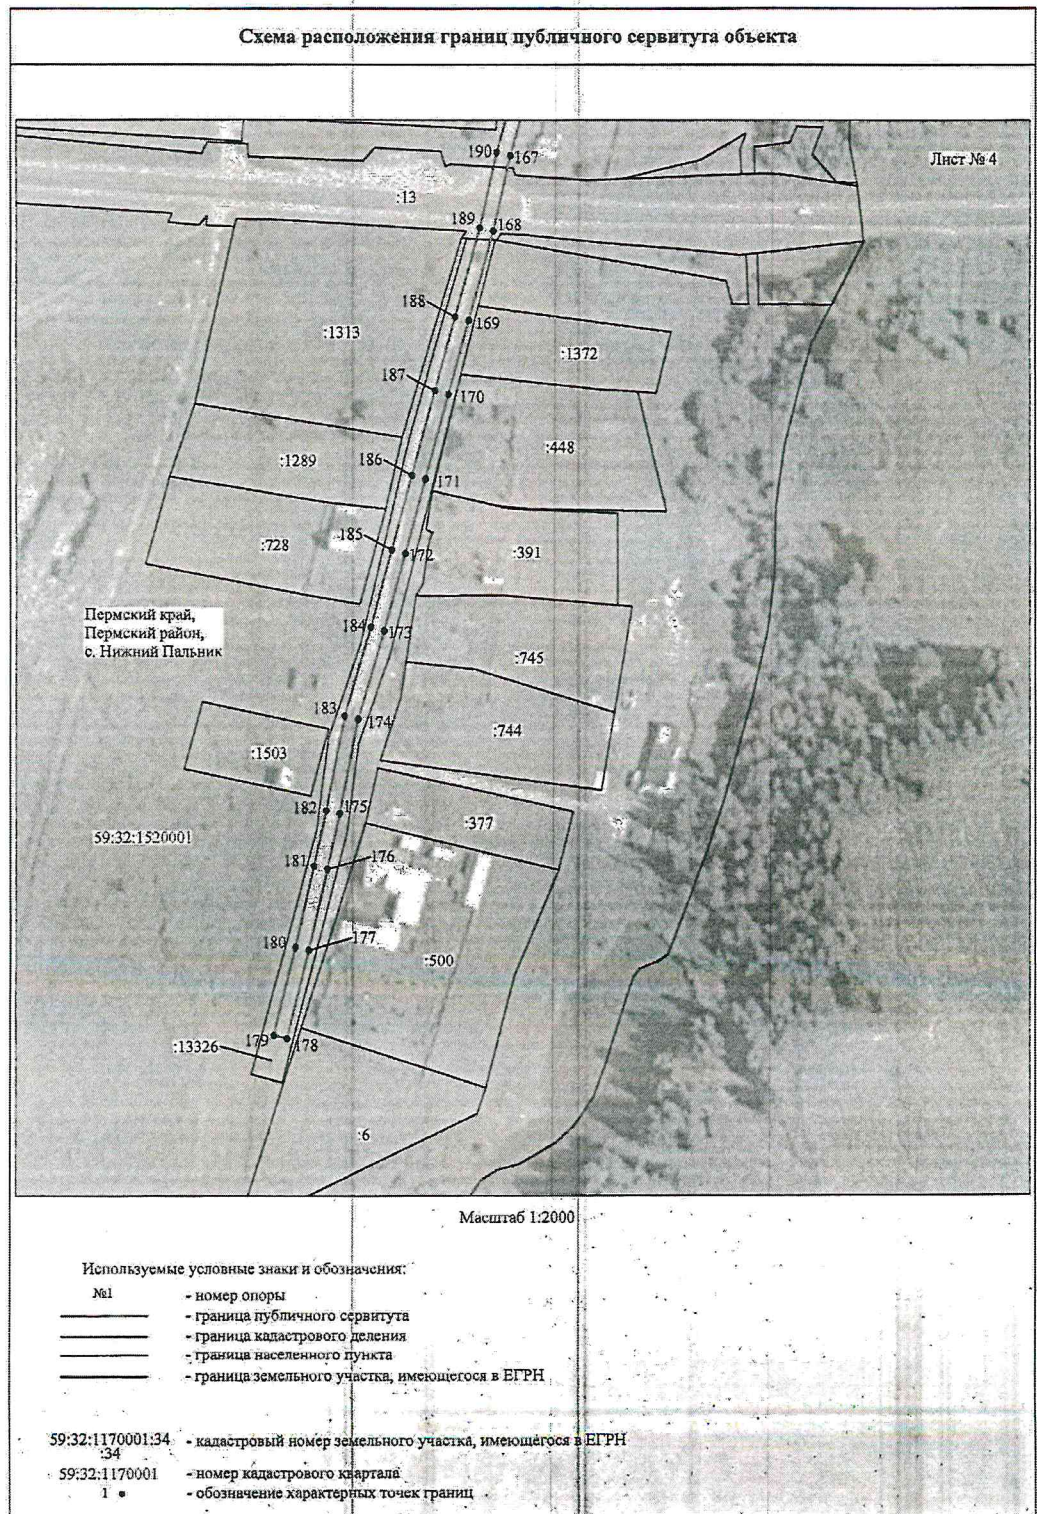 Схема расположения границ публичного сервитута объекта
Лист № 4
190
167
:13
189
168
188
169
:1313
:1372
187
170
:448
186
:1289
171
185
:728
172
:391
Пермский край,
Пермский район,
с. Нижний Пальник
184
173
:745
183
174
:744
:1503
182
175
:377
59:32:1520001
181
176
180
177
:500
179
178
:13326
:6
Масштаб 1:2000
Используемые условные знаки и обозначения:
№1 - номер опоры
- граница публичного сервитута
- граница кадастрового деления
- граница населенного пункта
- граница земельного участка, имеющегося в ЕГРН
59:32:1170001:34 - кадастровый номер земельного участка, имеющегося в ЕГРН
:34
59:32:1170001 - номер кадастрового квартала
1 - обозначение характерных точек границ